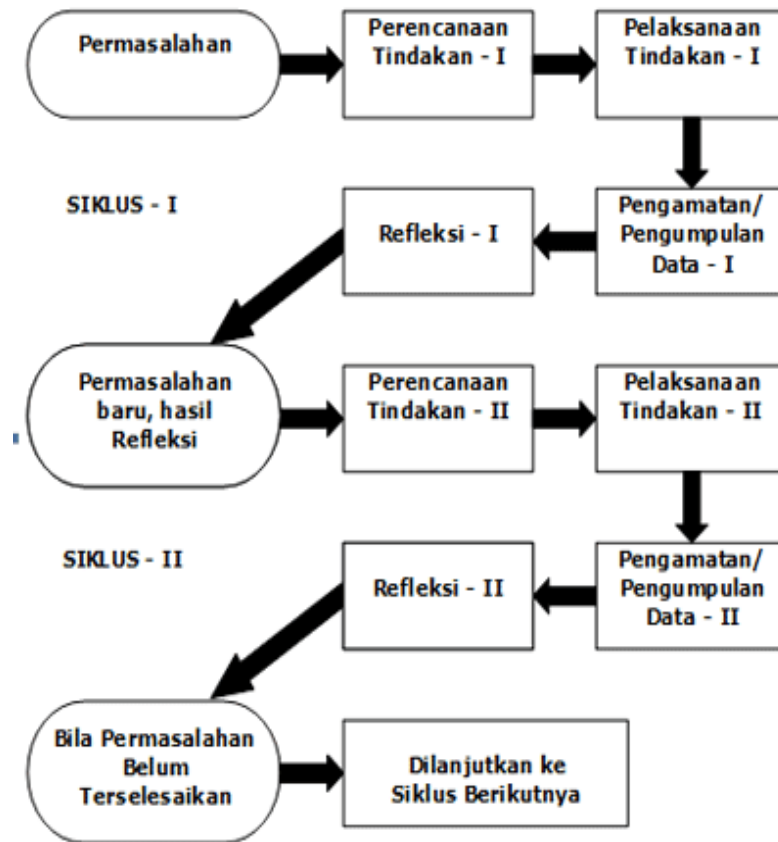 Permasalahan
Perencanaan
Tindakan - I
Pelaksanaan
Tindakan - I
SIKLUS - I
Refleksi - I
Pengamatan/
Pengumpulan
Data - I
Permasalahan
baru, hasil
Refleksi
Perencanaan
Tindakan - II
Pelaksanaan
Tindakan - II
SIKLUS - II
Refleksi - II
Pengamatan/
Pengumpulan
Data - II
Bila Permasalahan
Belum
Terselesaikan
Dilanjutkan ke
Siklus Berikutnya